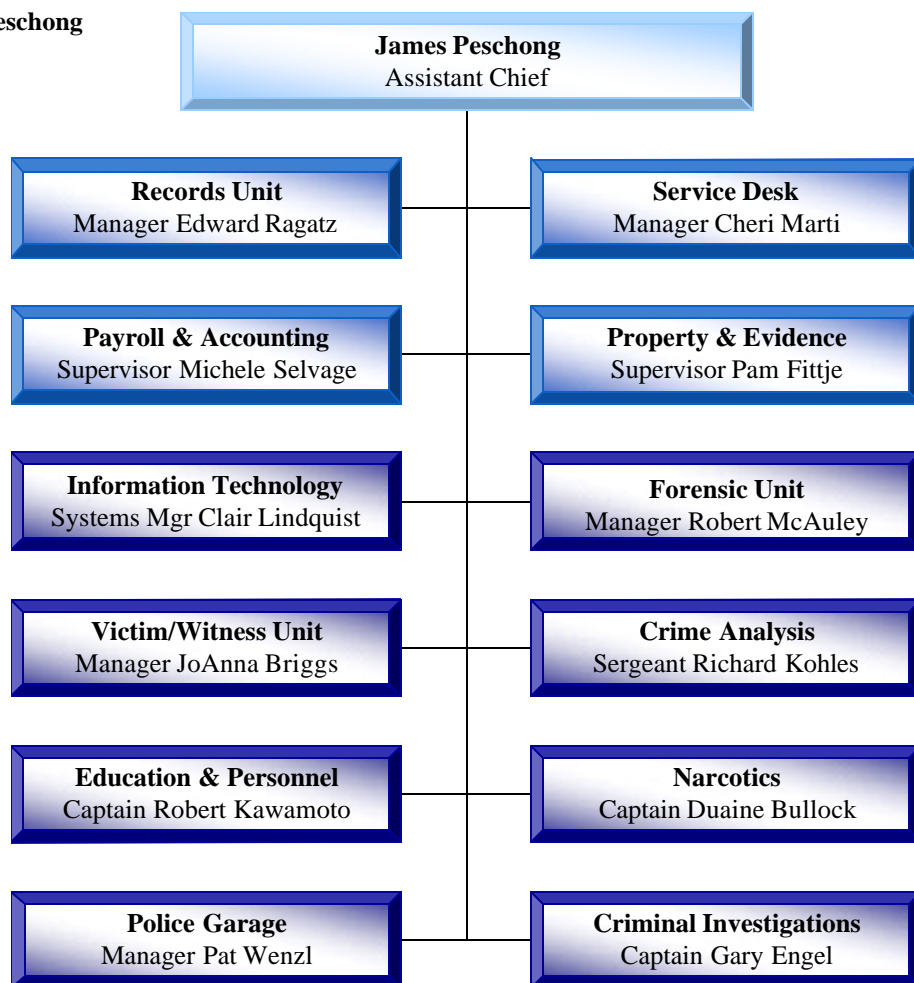 James Peschong
Assistant Chief
Records Unit
Manager Edward Ragatz
Service Desk
Manager Cheri Marti
Payroll & Accounting
Supervisor Michele Selvage
Property & Evidence
Supervisor Pam Fittje
Information Technology
Systems Mgr Clair Lindquist
Forensic Unit
Manager Robert McAuley
Victim/Witness Unit
Manager JoAnna Briggs
Crime Analysis
Sergeant Richard Kohles
Education & Personnel
Captain Robert Kawamoto
Narcotics
Captain Duaine Bullock
Police Garage
Manager Pat Wenzl
Criminal Investigations
Captain Gary Engel